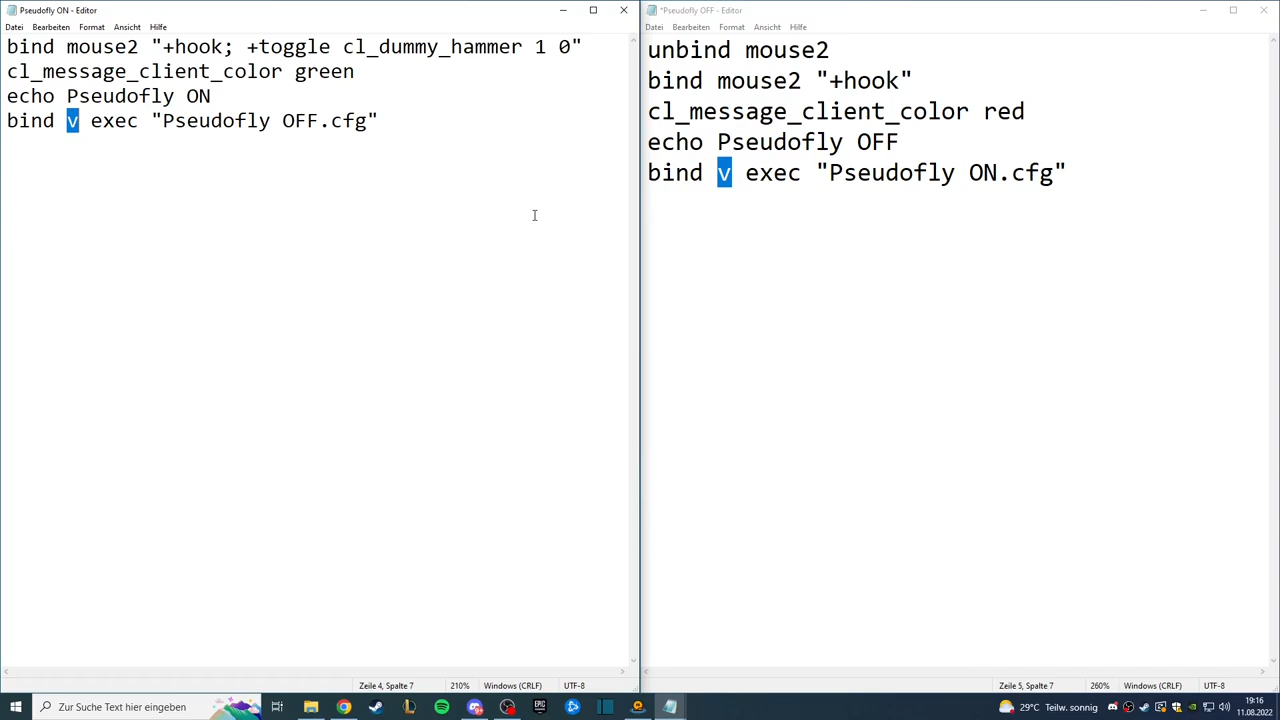 Pseudofly ON - Editor
Datei Bearbeiten Format Ansicht Hilfe
bind mouse2 "+hook; +toggle cl_dummy_hammer 1 0"
cl_message_client_color green
echo Pseudofly ON
bind v exec "Pseudofly OFF.cfg"
Zeile 4, Spalte 7 210% Windows (CRLF) UTF-8
*Pseudofly OFF - Editor
Datei Bearbeiten Format Ansicht Hilfe
unbind mouse2
bind mouse2 "+hook"
cl_message_client_color red
echo Pseudofly OFF
bind v exec "Pseudofly ON.cfg"
Zeile 5, Spalte 7 260% Windows (CRLF) UTF-8
Zur Suche Text hier eingeben
EPIC
29°C Teilw. sonnig
19:16
11.08.2022